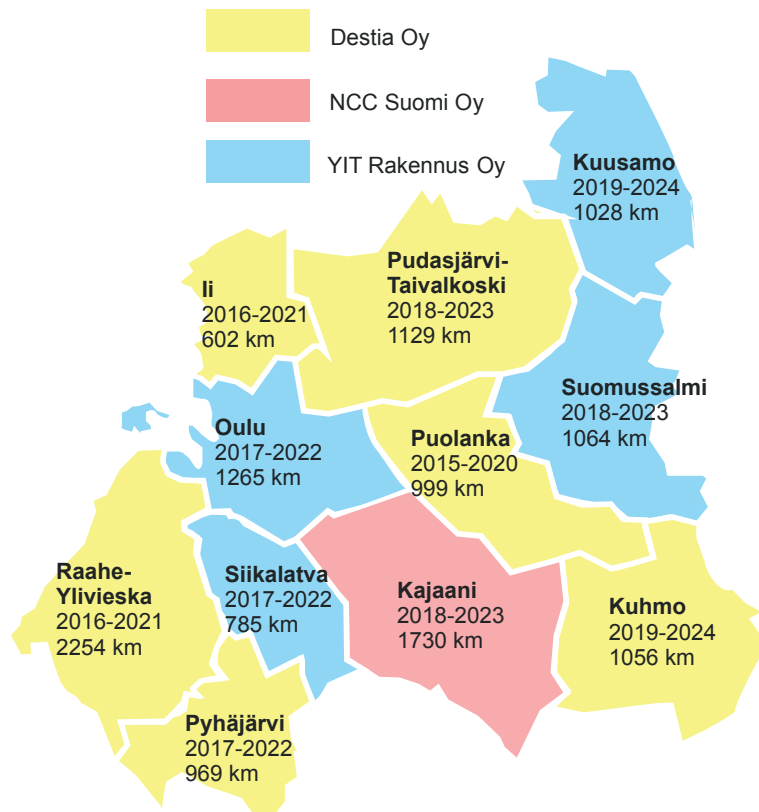 Destia Oy
NCC Suomi Oy
YIT Rakennus Oy
Kuusamo
2019-2024
1028 km
Pudasjärvi-
Taivalkoski
2018-2023
1129 km
Ii
2016-2021
602 km
Suomussalmi
2018-2023
1064 km
Oulu
2017-2022
1265 km
Puolanka
2015-2020
999 km
Raahe-
Ylivieska
2016-2021
2254 km
Siikalatva
2017-2022
785 km
Kajaani
2018-2023
1730 km
Kuhmo
2019-2024
1056 km
Pyhäjärvi
2017-2022
969 km